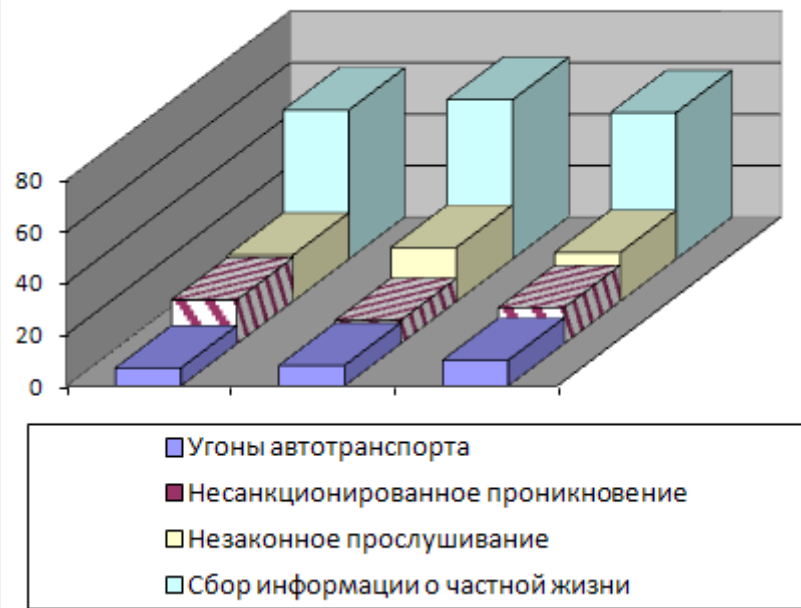 80
60
40
20
0
Угоны автотранспорта
Несанкционированное проникновение
Незаконное прослушивание
Сбор информации о частной жизни